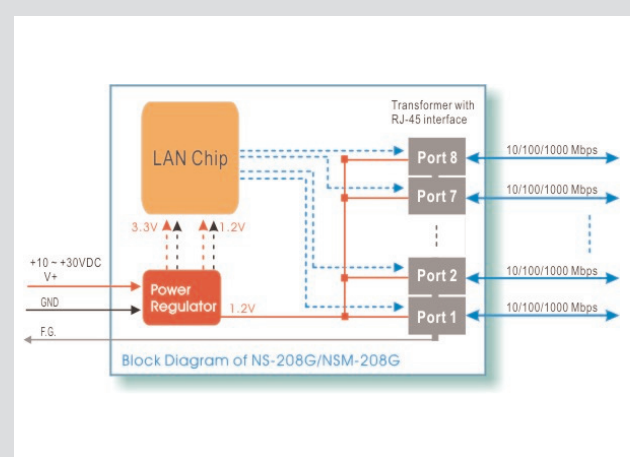 Transformer with
RJ-45 interface
LAN Chip
Port 8
10/100/1000 Mbps
Port 7
10/100/1000 Mbps
3.3V
1.2V
+10 ~ +30VDC
V+
Port 2
10/100/1000 Mbps
Power
Regulator
GND
1.2V
Port 1
10/100/1000 Mbps
F.G.
Block Diagram of NS-208G/NSM-208G